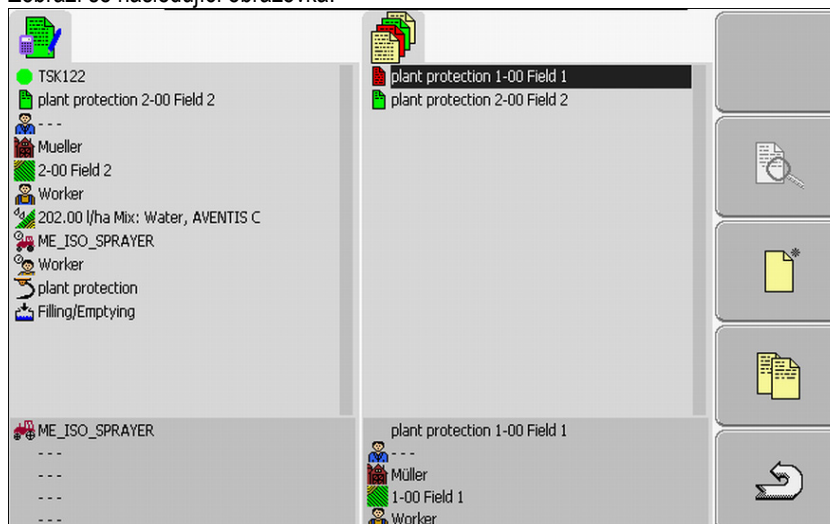 Zobrazí se následující obrazovka:
TSK122
plant protection 2-00 Field 2
---
Mueller
2-00 Field 2
Worker
202.00 l/ha Mix: Water, AVENTIS C
ME_ISO_SPRAYER
Worker
plant protection
Filling/Emptying
ME_ISO_SPRAYER
---
---
---
---
plant protection 1-00 Field 1
plant protection 2-00 Field 2
plant protection 1-00 Field 1
---
Müller
1-00 Field 1
Worker